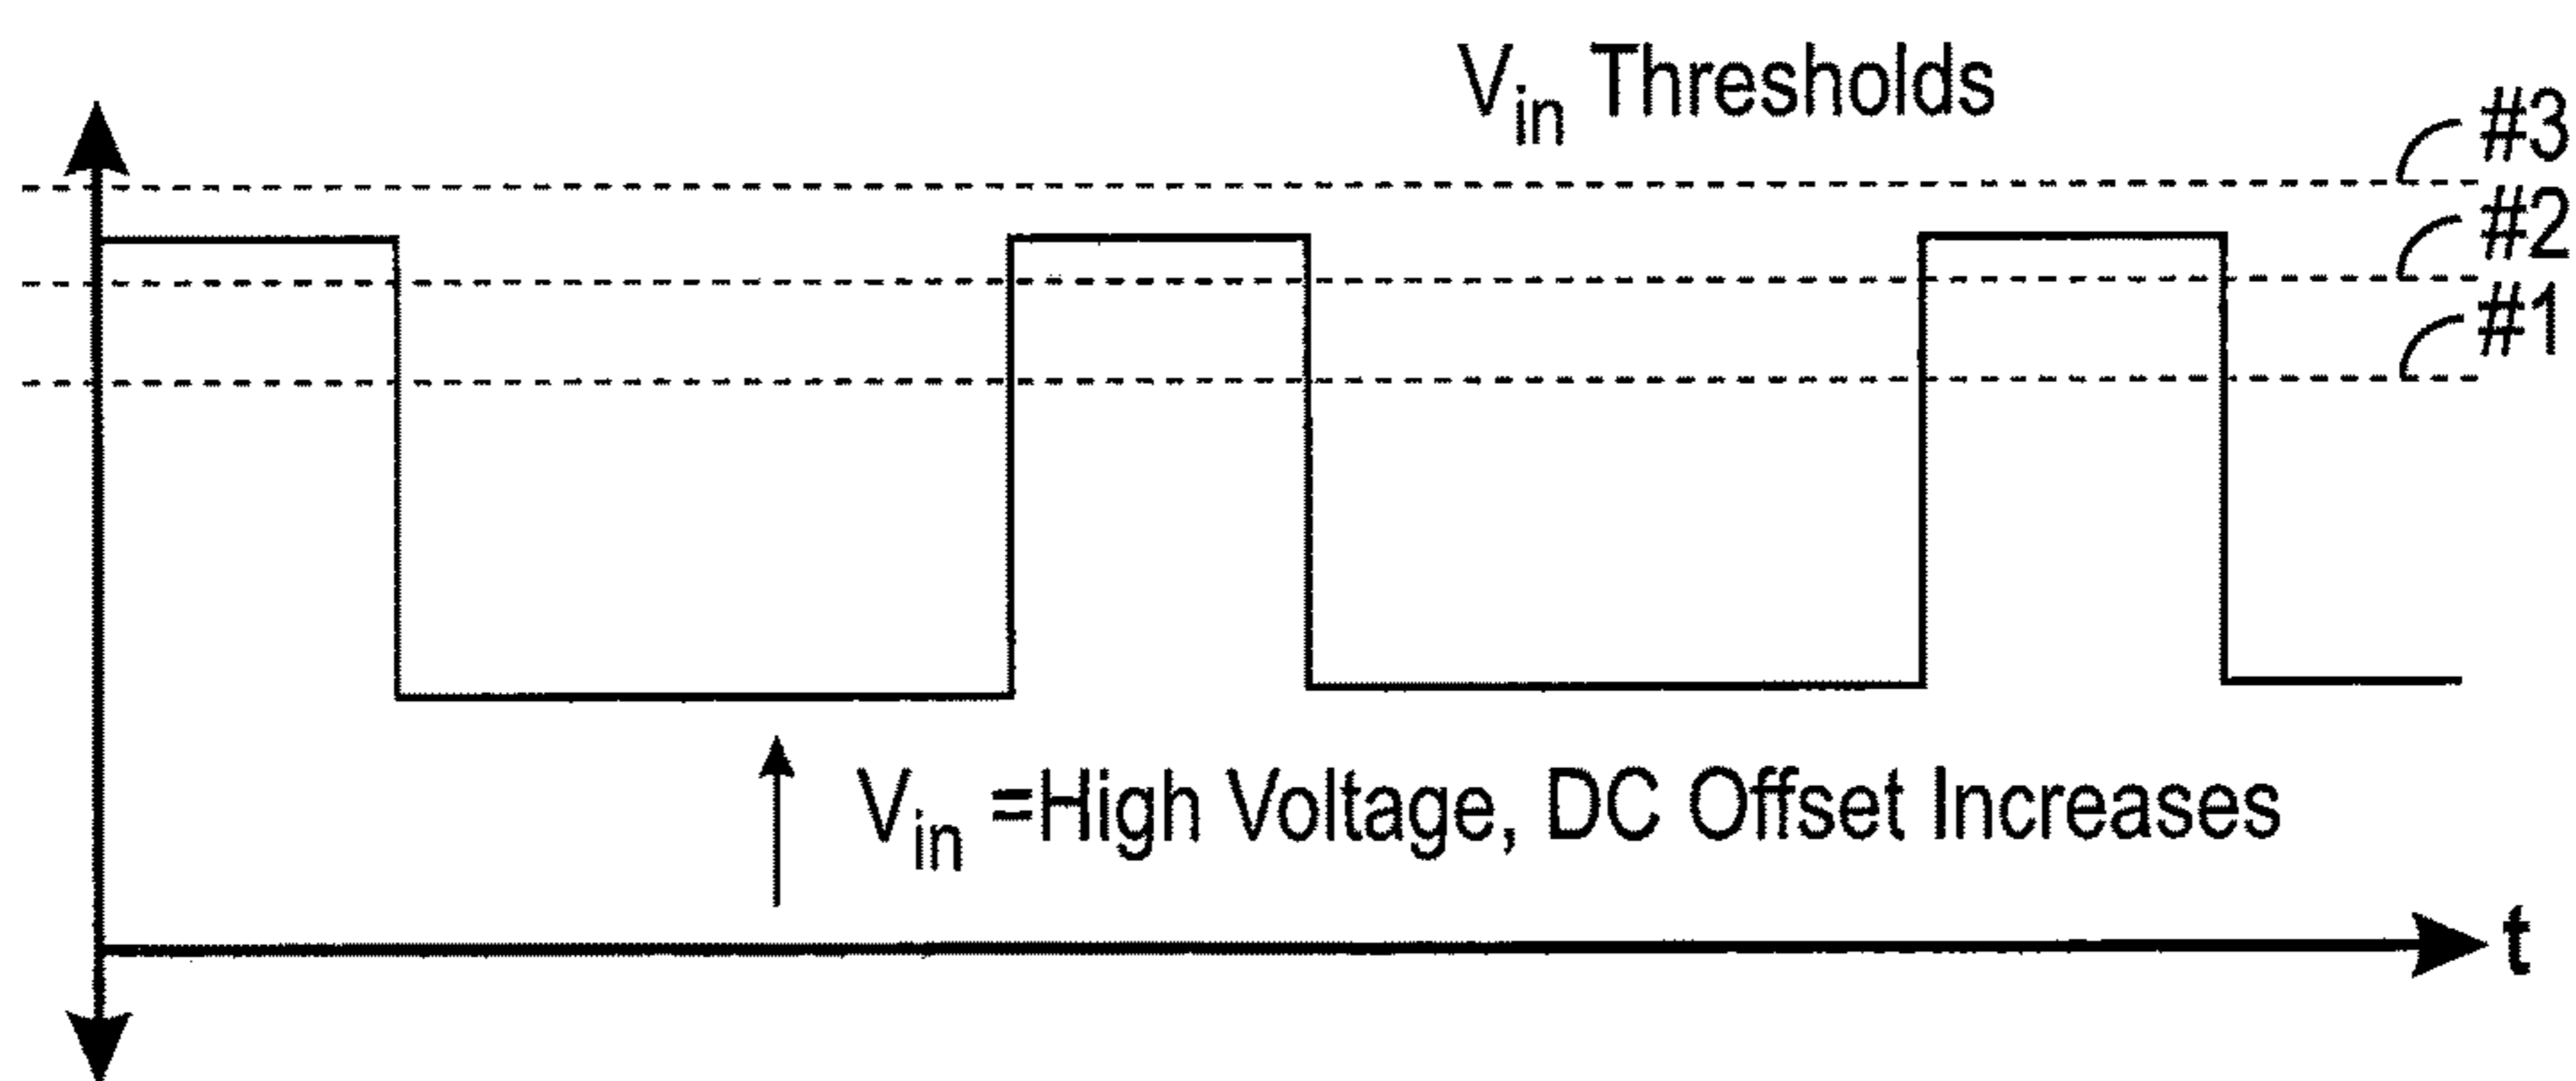 Vin Thresholds
#3
#2
#1
Vin =High Voltage, DC Offset Increases
t